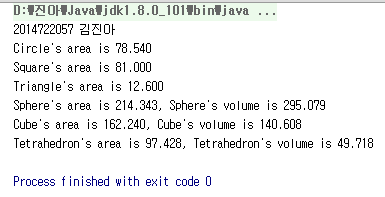 D:\진아\Java\jdk1.8.0_101\bin\java ...
2014722057 김진아
Circle's area is 78.540
Square's area is 81.000
Triangle's area is 12.600
Sphere's area is 214.343, Sphere's volume is 295.079
Cube's area is 162.240, Cube's volume is 140.608
Tetrahedron's area is 97.428, Tetrahedron's volume is 49.718
Process finished with exit code 0